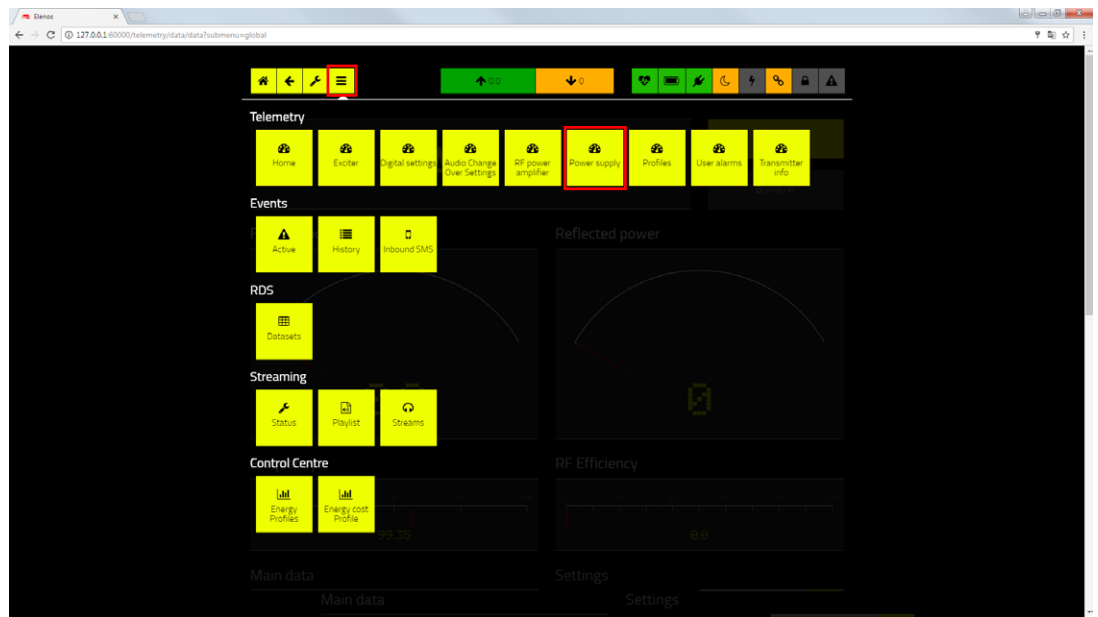 Elenos
127.0.0.1:60000/telemetry/data/data?submenu=global
0.0
0
Telemetry
Home
Exciter
Digital settings
Audio Change
Over Settings
RF power
amplifier
Power supply
Profiles
User alarms
Transmitter
info
Events
Active
History
Inbound SMS
Reflected power
RDS
Datasets
Streaming
Status
Playlist
Streams
0
Control Centre
RF Efficiency
Energy
Profiles
Energy cost
Profile
99.35
0.0
Main data
Settings
Main data
Settings